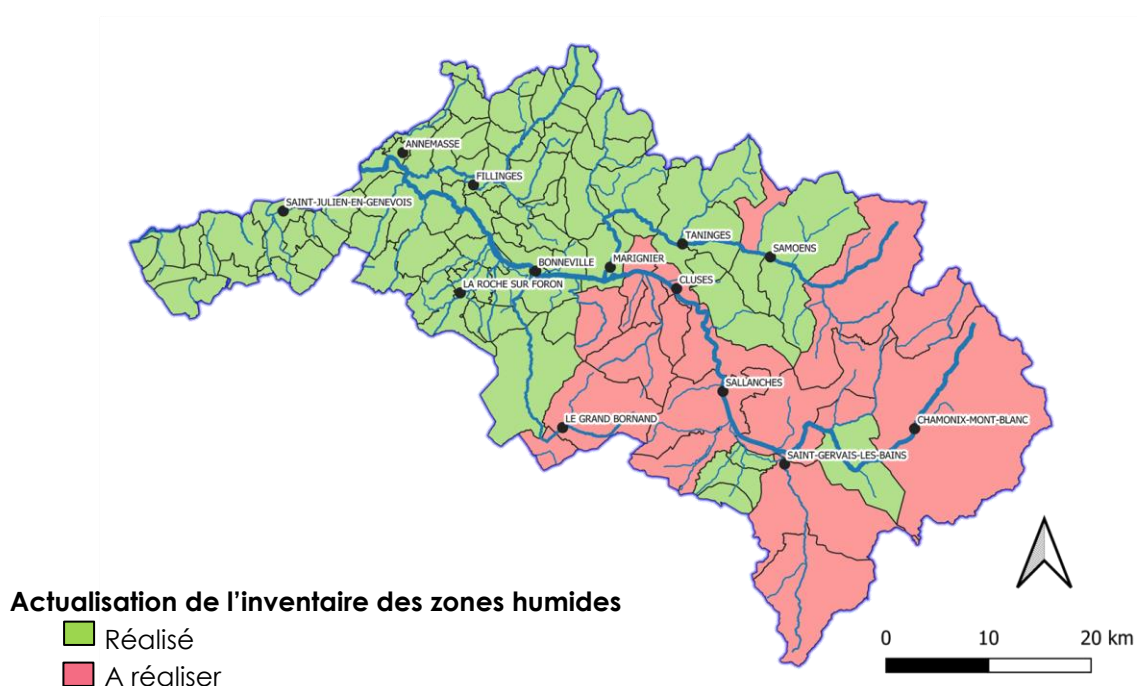 ANNEMASSE
FILLINGES
SAINT-JULIEN-EN-GENEVOIS
TANINGES
SAMOENS
BONNEVILLE
MARIGNIER
LA ROCHE SUR FORON
CLUSES
SALLANCHES
LE GRAND BORNAND
CHAMONIX-MONT-BLANC
SAINT-GERVAIS-LES-BAINS
Actualisation de l’inventaire des zones humides
Réalisé
A réaliser
0 10 20 km